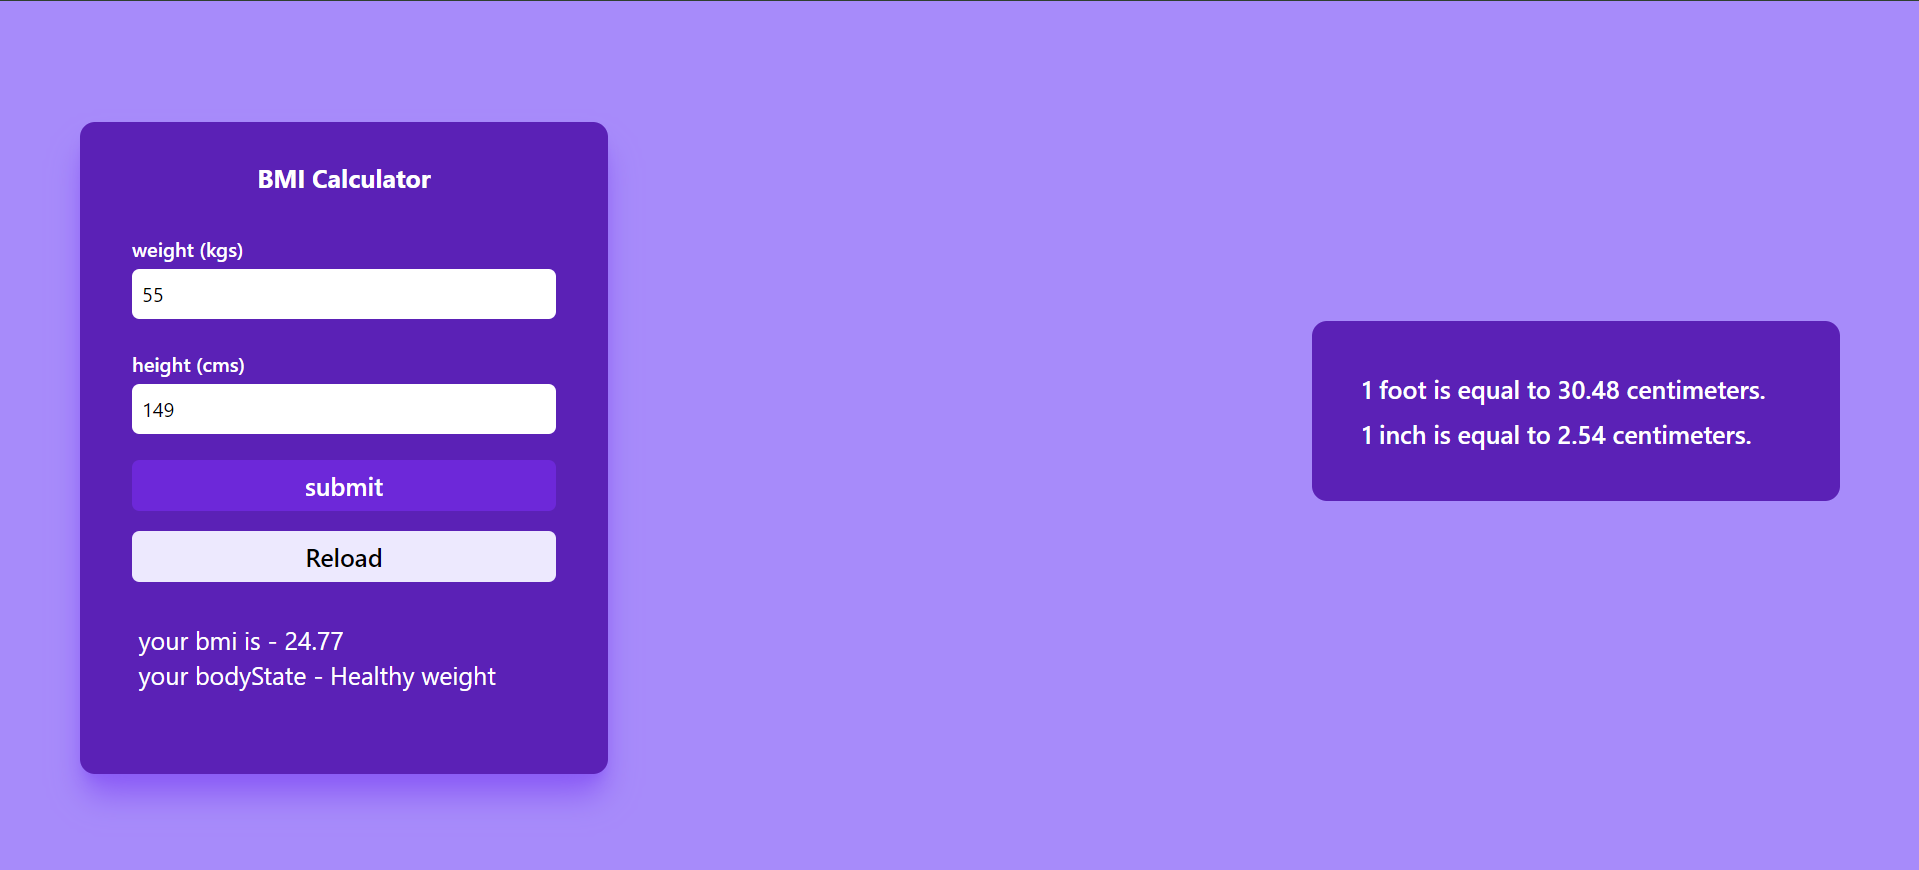 BMI Calculator
weight (kgs)
55
height (cms)
149
submit
Reload
your bmi is - 24.77
your bodyState - Healthy weight
1 foot is equal to 30.48 centimeters.
1 inch is equal to 2.54 centimeters.